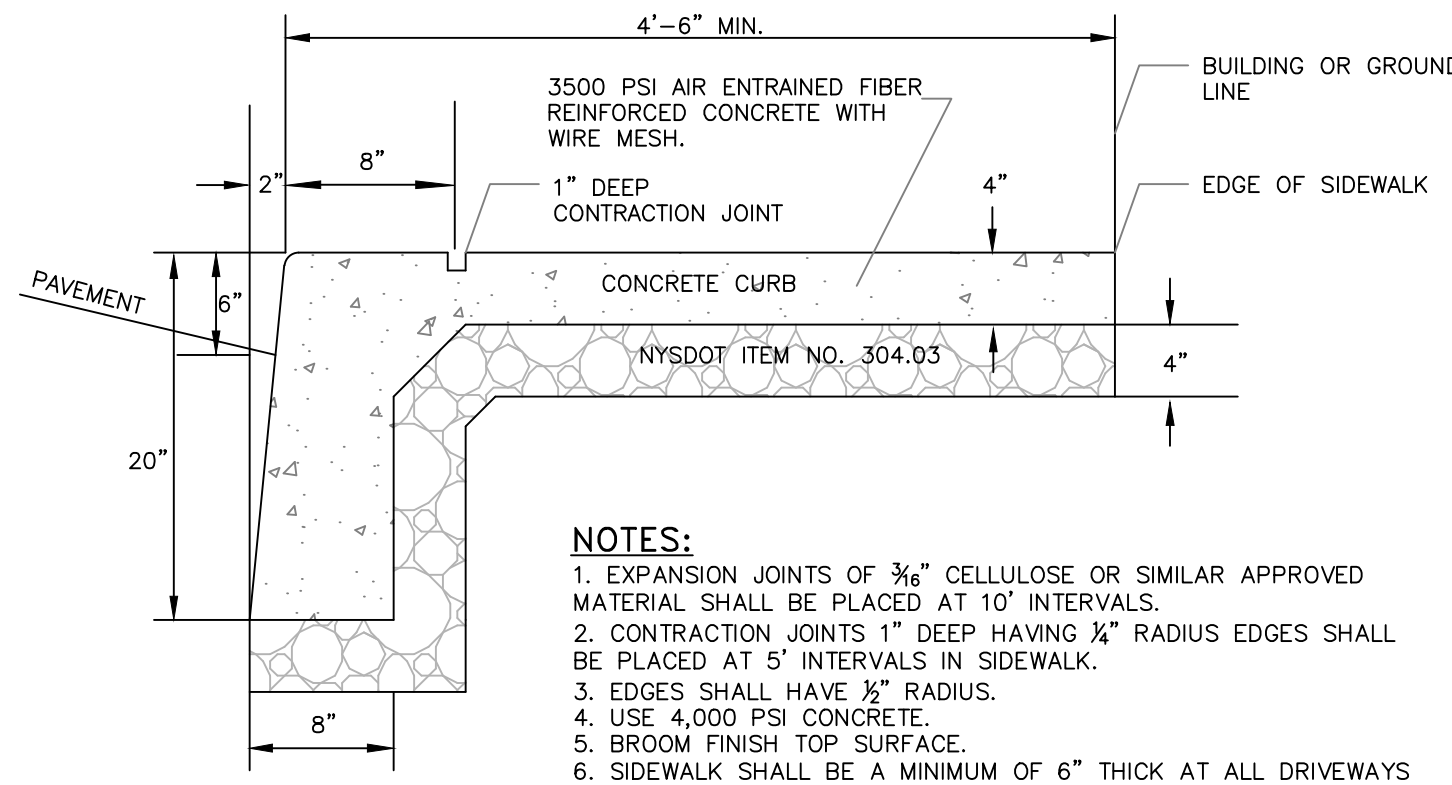 4'-6" MIN.
BUILDING OR GROUND
LINE
3500 PSI AIR ENTRAINED FIBER
REINFORCED CONCRETE WITH
WIRE MESH.
2"
8"
1" DEEP
CONTRACTION JOINT
4"
EDGE OF SIDEWALK
PAVEMENT
6"
CONCRETE CURB
NYSDOT ITEM NO. 304.03
4"
20"
8"
NOTES:
1. EXPANSION JOINTS OF 3/16" CELLULOSE OR SIMILAR APPROVED
MATERIAL SHALL BE PLACED AT 10' INTERVALS.
2. CONTRACTION JOINTS 1" DEEP HAVING 1/4" RADIUS EDGES SHALL
BE PLACED AT 5' INTERVALS IN SIDEWALK.
3. EDGES SHALL HAVE 1/2" RADIUS.
4. USE 4,000 PSI CONCRETE.
5. BROOM FINISH TOP SURFACE.
6. SIDEWALK SHALL BE A MINIMUM OF 6" THICK AT ALL DRIVEWAYS